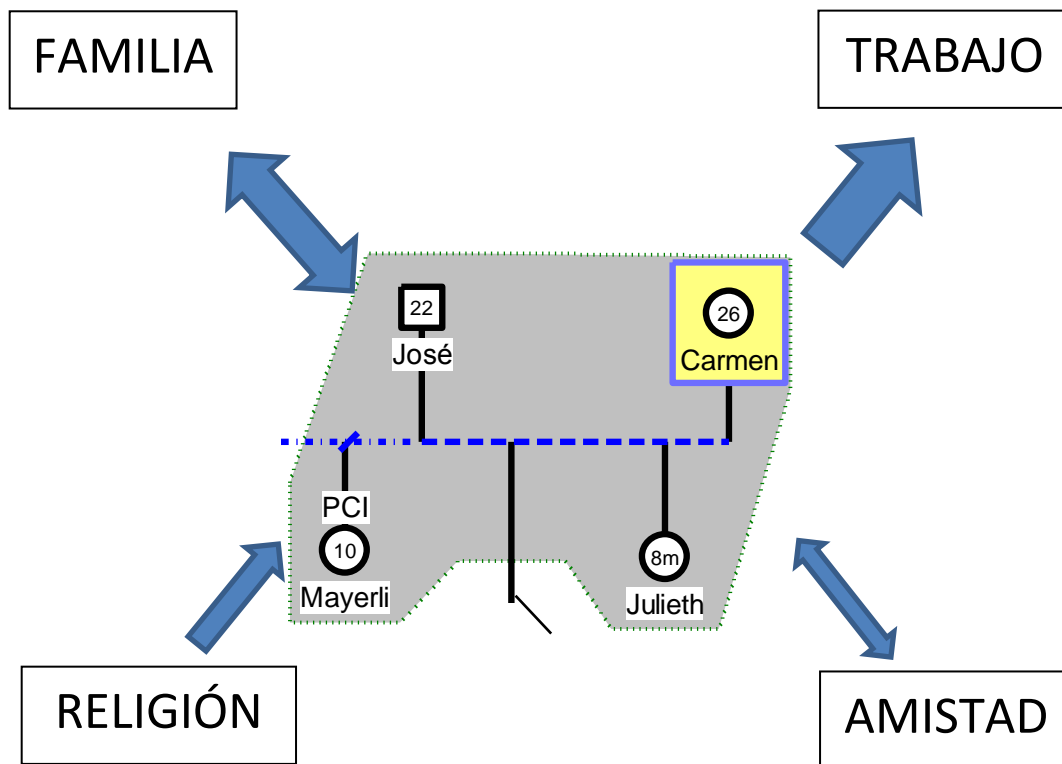 FAMILIA
TRABAJO
22
26
José
Carmen
PCI
10
8m
Mayerli
Julieth
RELIGIÓN
AMISTAD